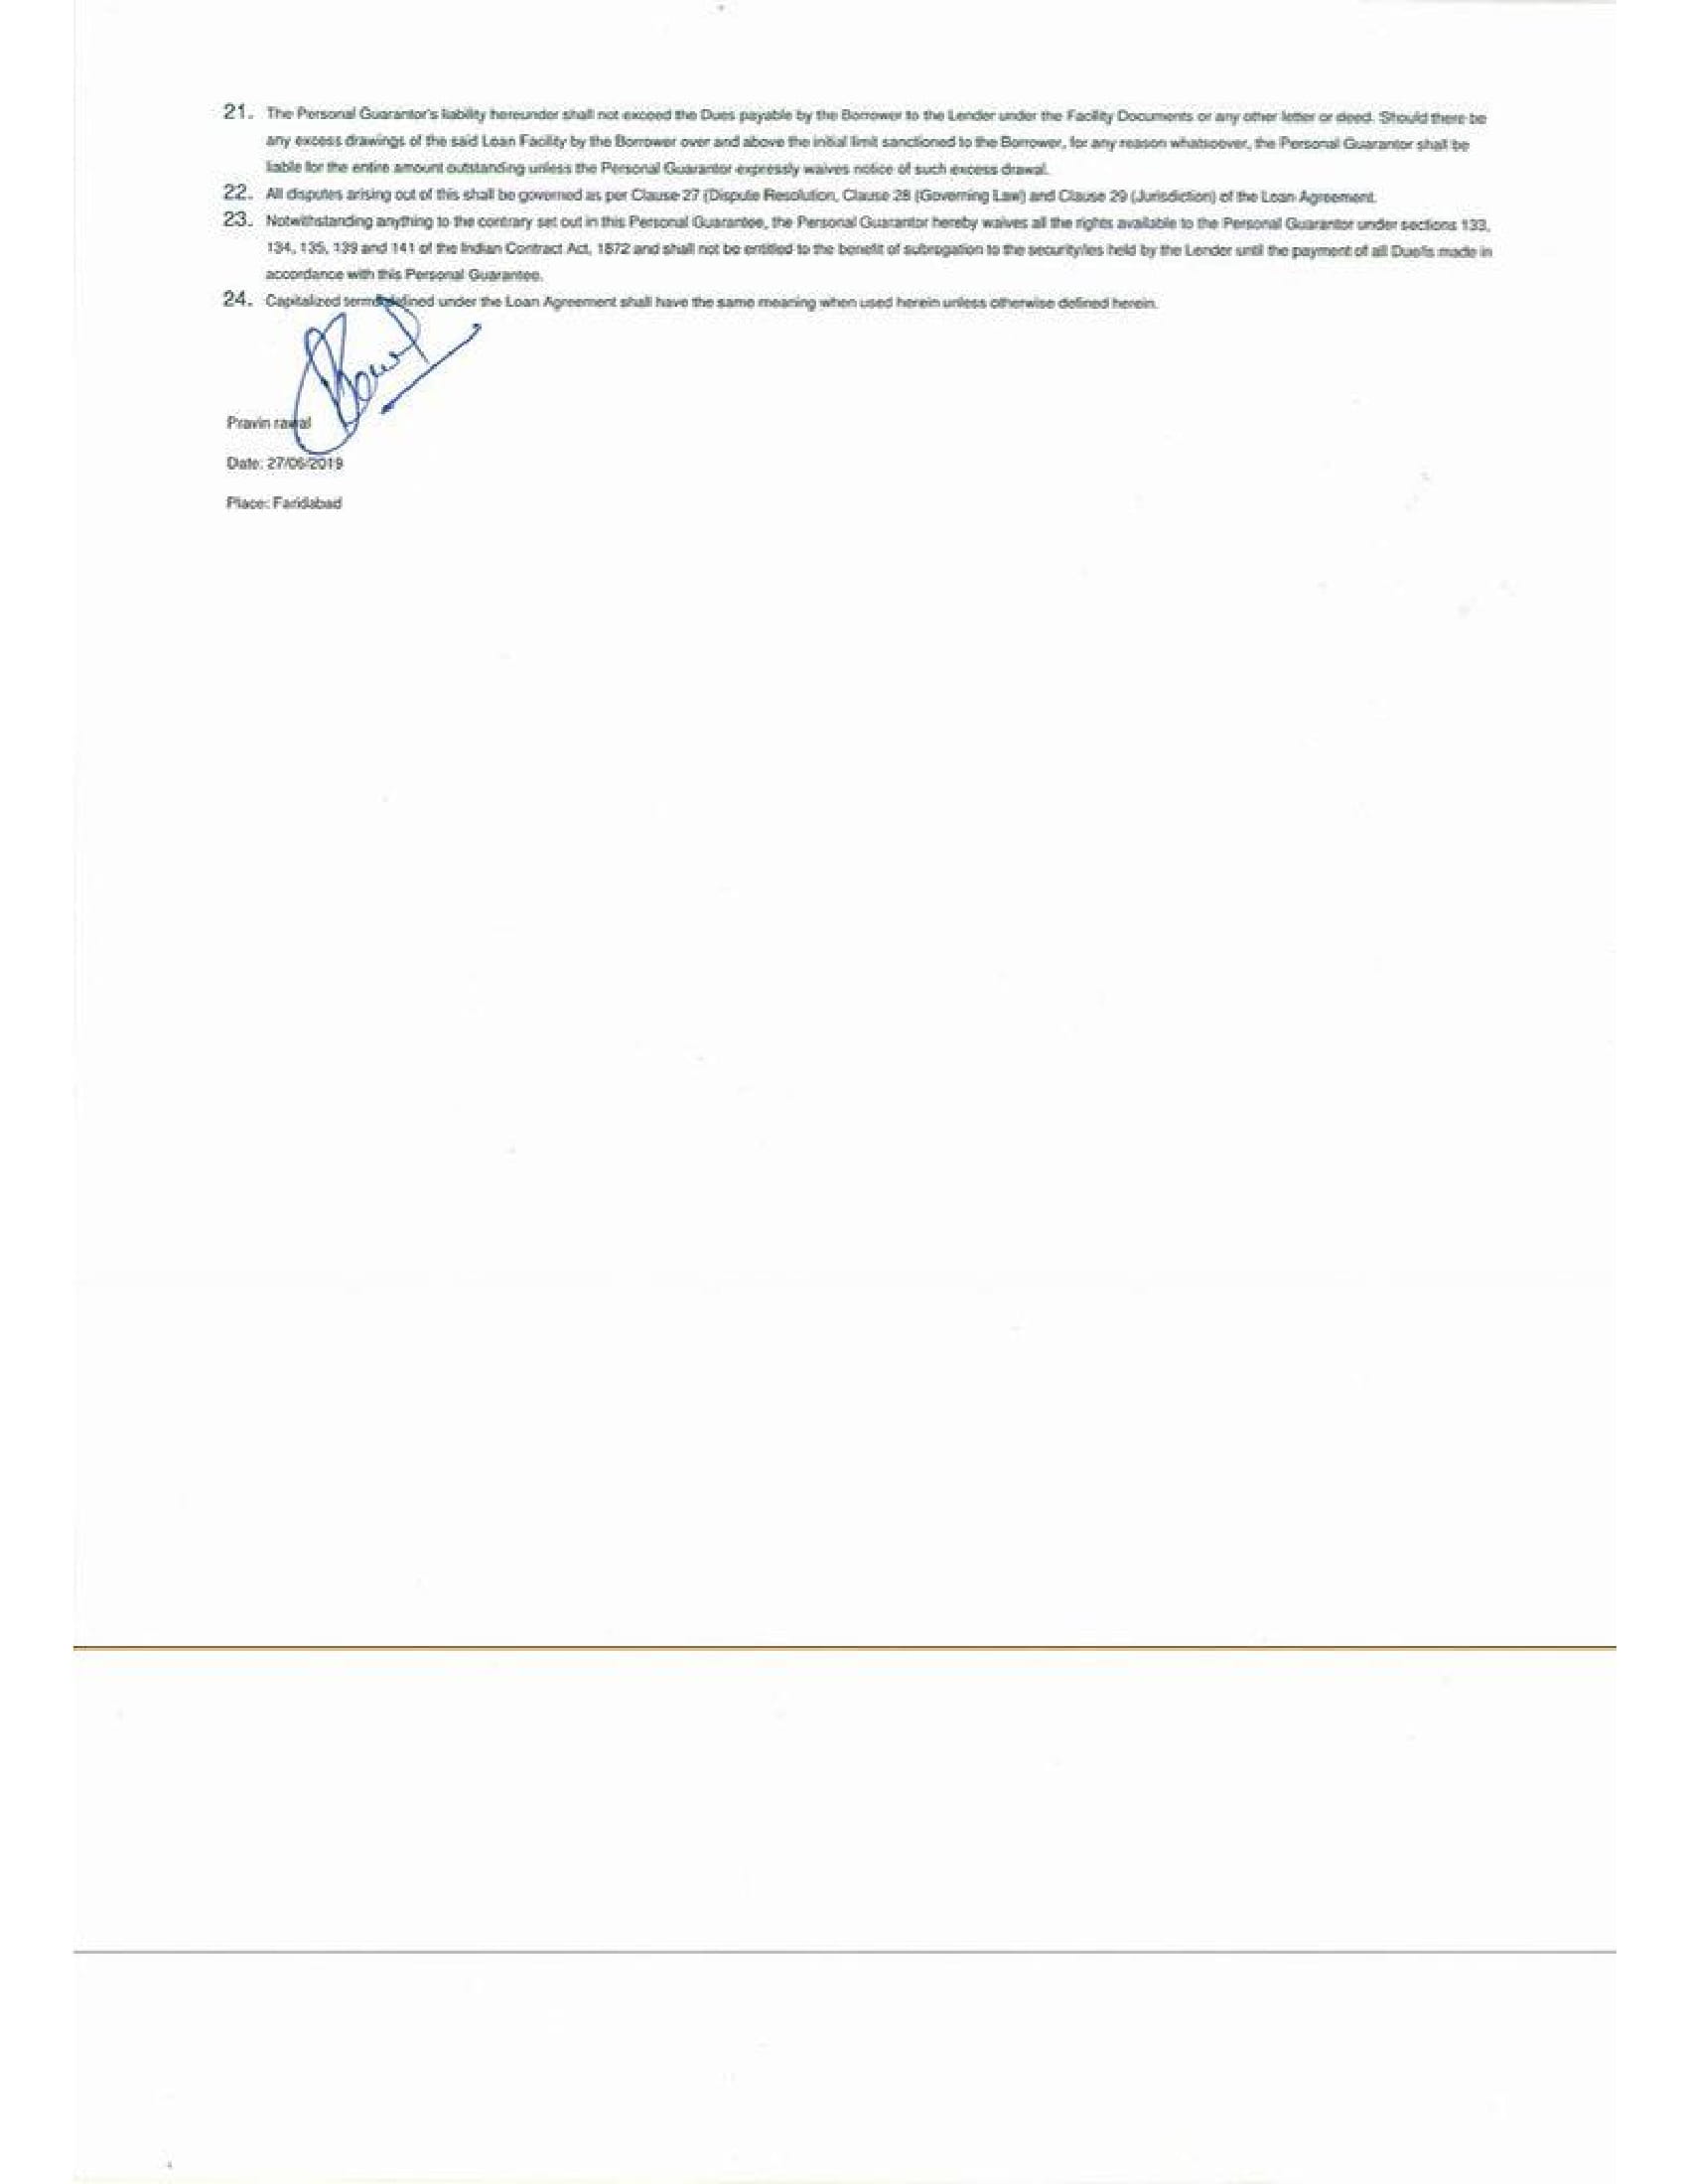 21. The Personal Guarantor's liability hereunder shall not exceed the Dues payable by the Borrower to the Lender under the Facility Documents or any other letter or deed. Should there be
any excess drawings of the said Loan Facility by the Borrower over and above the initial limit sanctioned to the Borrower, for any reason whatsoever, the Personal Guarantor shall be
liable for the entire amount outstanding unless the Personal Guarantor expressly waives notice of such excess drawal.
22. All disputes arising out of this shall be governed as per Clause 27 (Dispute Resolution, Clause 28 (Governing Law) and Clause 29 (Jurisdiction) of the Loan Agreement.
23. Notwithstanding anything to the contrary set out in this Personal Guarantee, the Personal Guarantor hereby waives all the rights available to the Personal Guarantor under sections 133,
134, 135, 139 and 141 of the Indian Contract Act, 1872 and shall not be entitled to the benefit of subrogation to the security/ies held by the Lender until the payment of all Due/is made in
accordance with this Personal Guarantee.
24. Capitalized terms defined under the Loan Agreement shall have the same meaning when used herein unless otherwise defined herein.
Pravin rawal
Date: 27/06/2019
Place: Faridabad